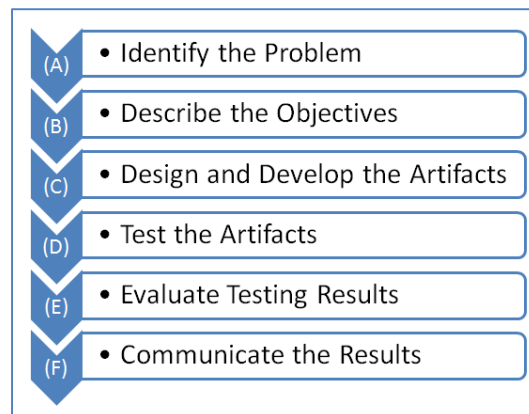 (A) • Identify the Problem
(B) • Describe the Objectives
(C) • Design and Develop the Artifacts
(D) • Test the Artifacts
(E) • Evaluate Testing Results
(F) • Communicate the Results